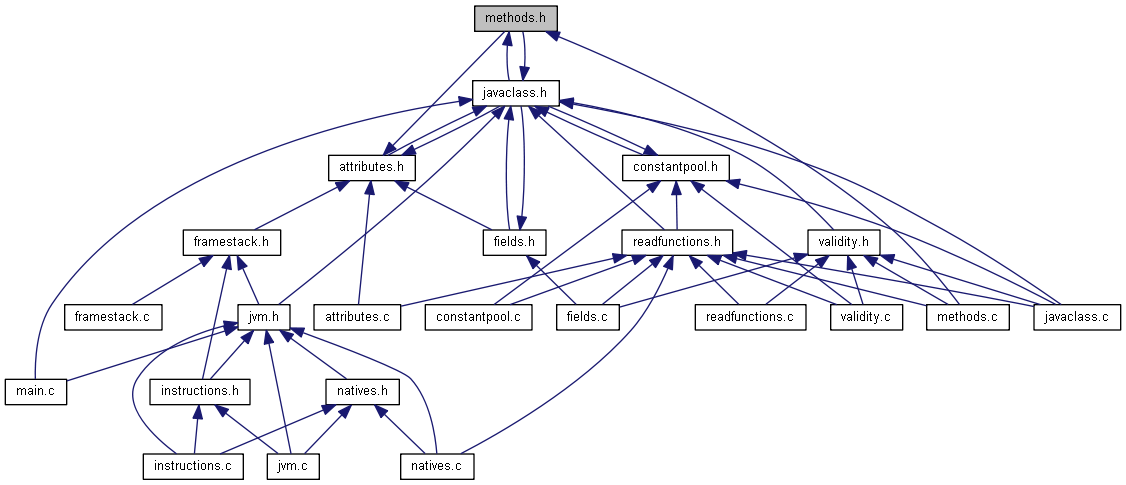 methods.h
javaclass.h
attributes.h
constantpool.h
framestack.h
fields.h
readfunctions.h
validity.h
framestack.c
jvm.h
attributes.c
constantpool.c
fields.c
readfunctions.c
validity.c
methods.c
javaclass.c
main.c
instructions.h
natives.h
instructions.c
jvm.c
natives.c